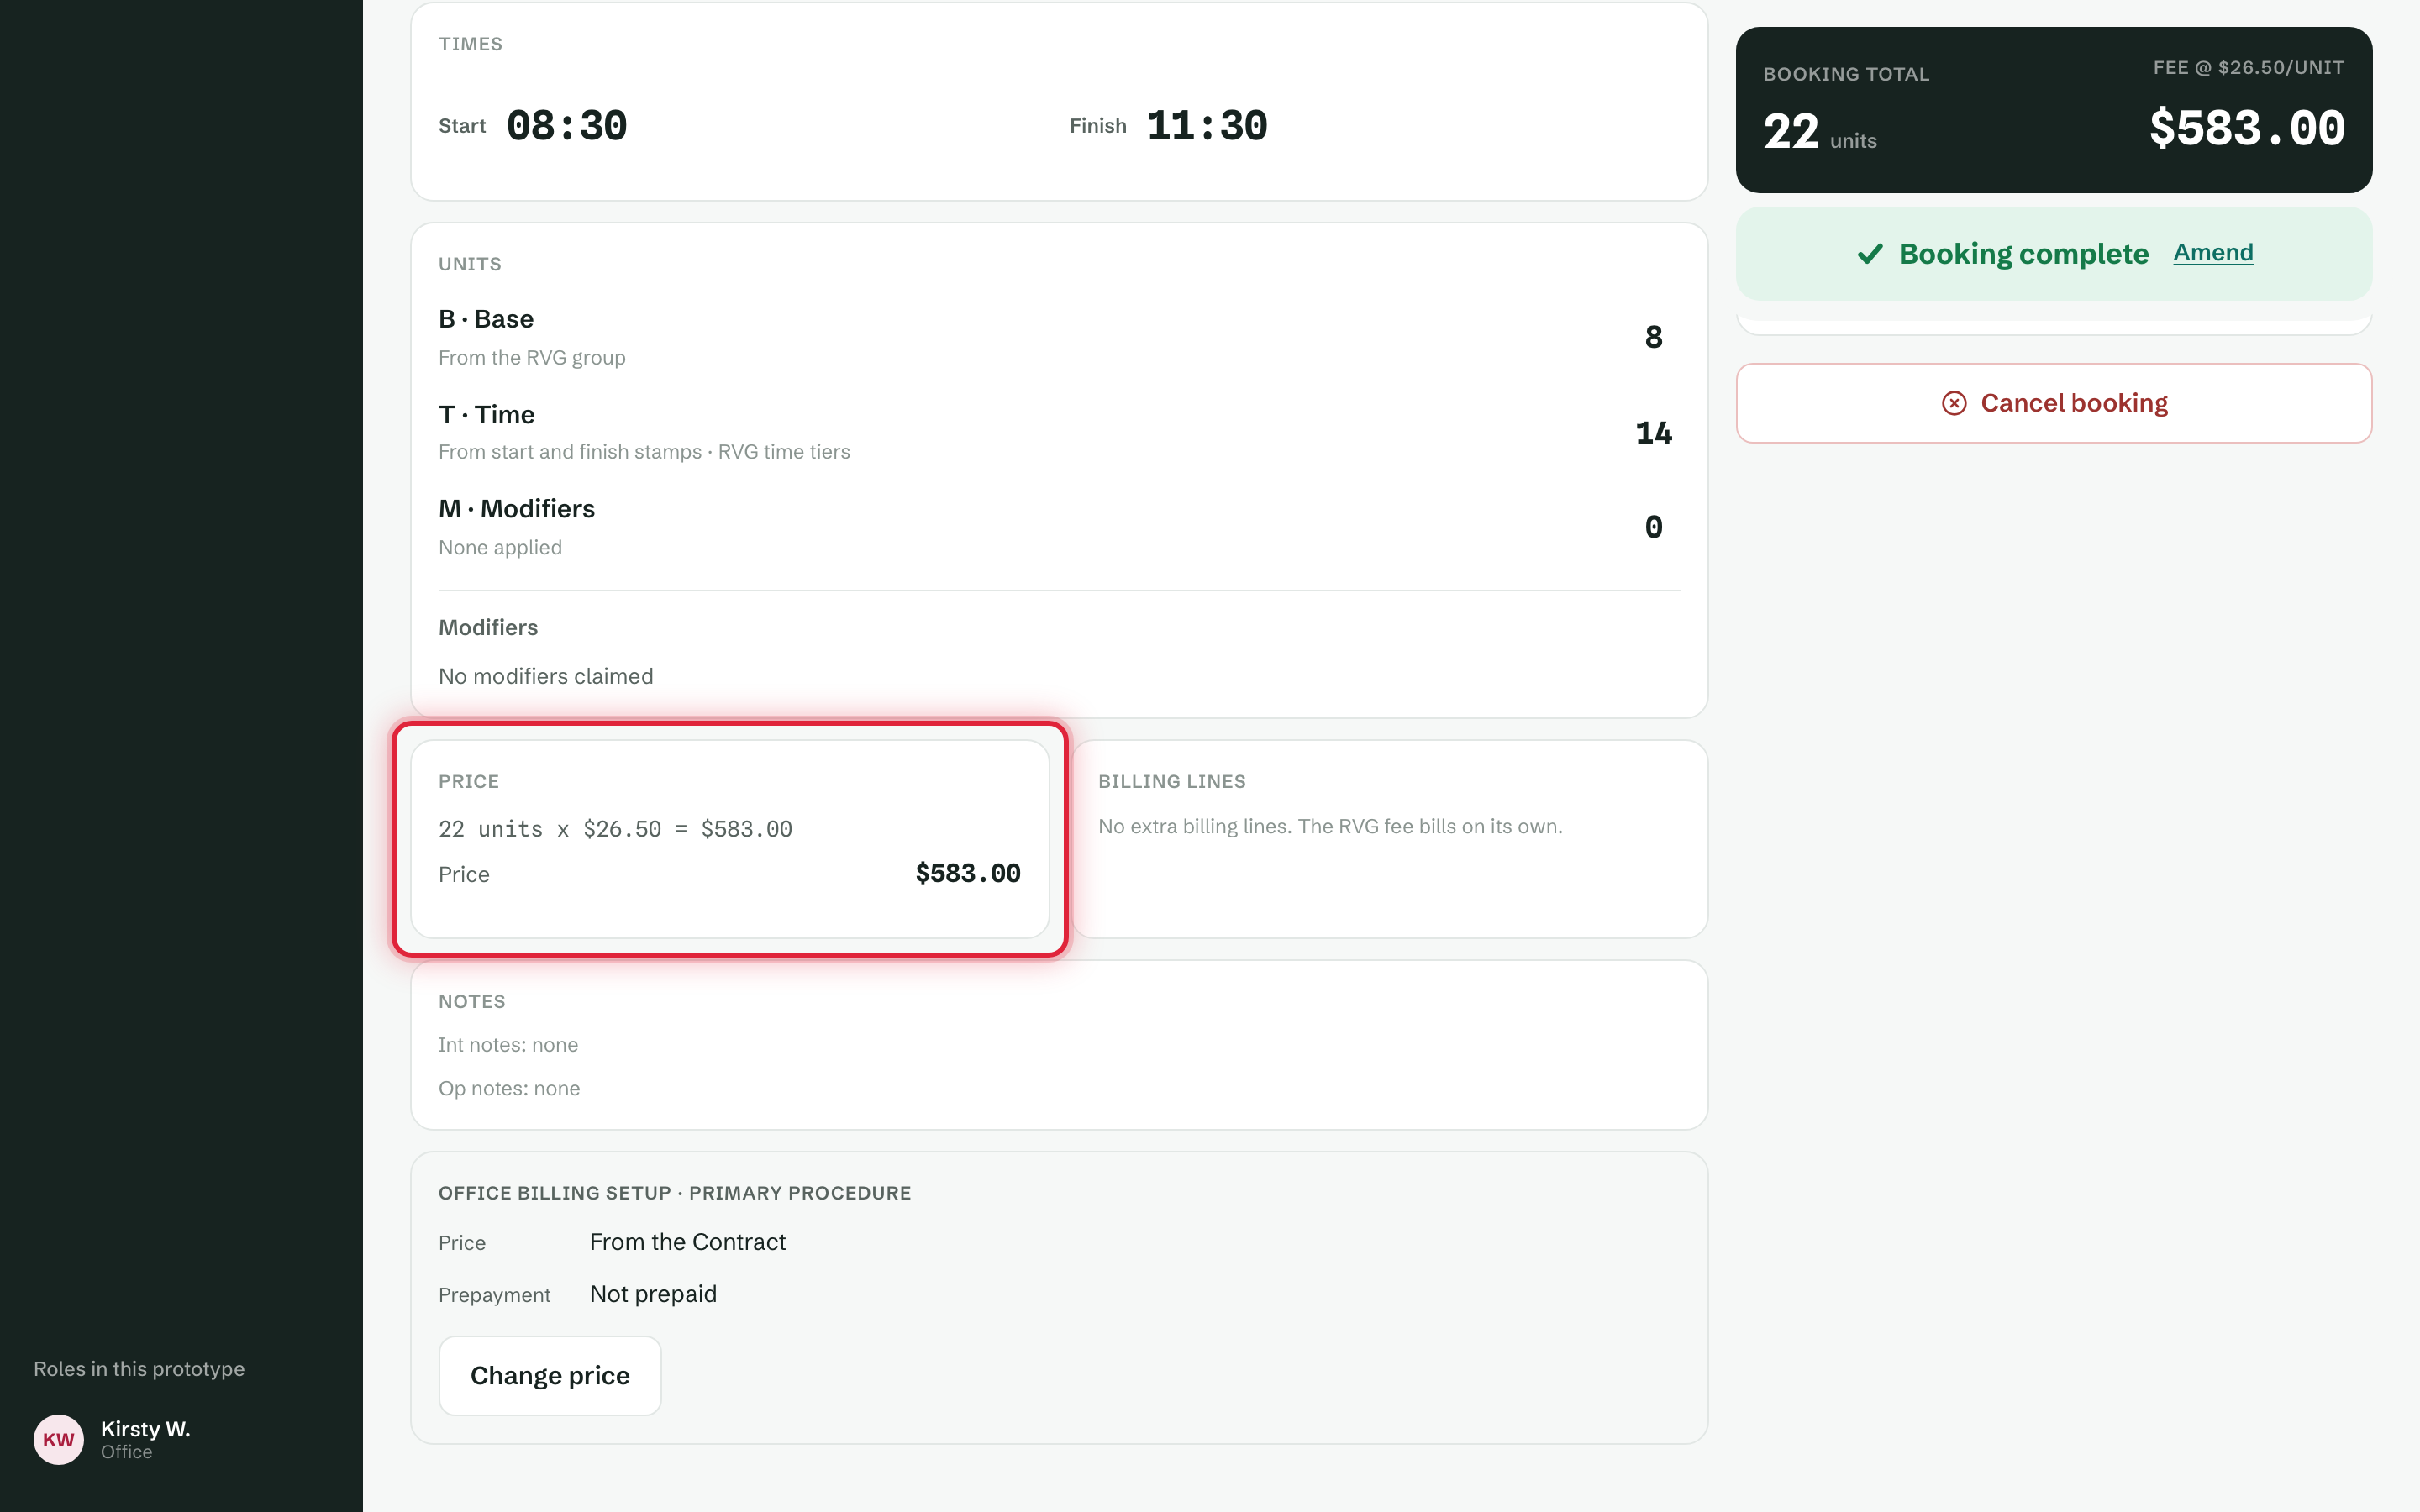 TIMES
Start 08:30 Finish 11:30
UNITS
B · Base
From the RVG group
8
T · Time
From start and finish stamps · RVG time tiers
14
M · Modifiers
None applied
0
Modifiers
No modifiers claimed
PRICE
22 units x $26.50 = $583.00
Price $583.00
BILLING LINES
No extra billing lines. The RVG fee bills on its own.
NOTES
Int notes: none
Op notes: none
OFFICE BILLING SETUP · PRIMARY PROCEDURE
Price From the Contract
Prepayment Not prepaid
Change price
BOOKING TOTAL
22 units
FEE @ $26.50/UNIT
$583.00
Booking complete Amend
Cancel booking
Roles in this prototype
KW
Kirsty W.
Office